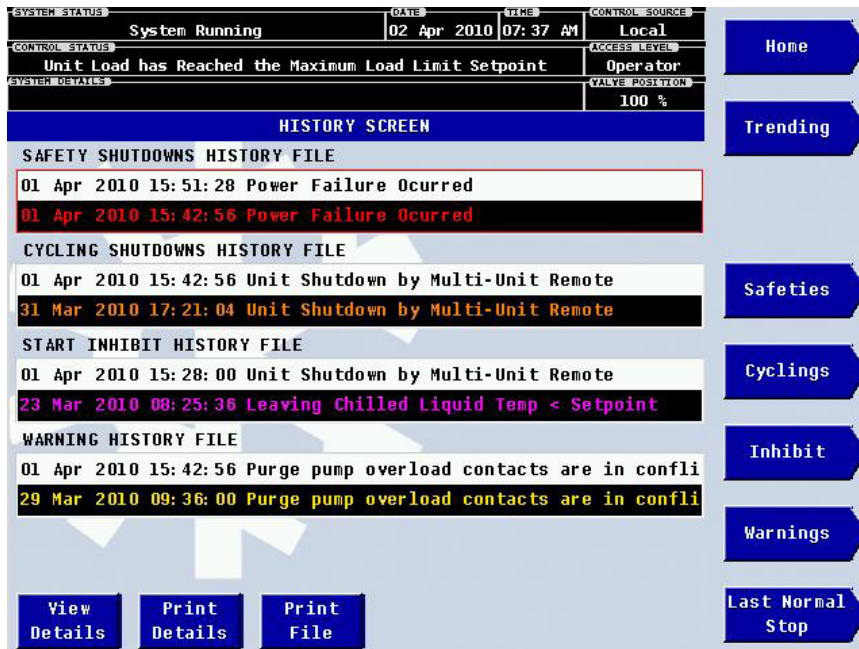 SYSTEM STATUS
System Running
DATE
02 Apr 2010
TIME
07:37 AM
CONTROL SOURCE
Local
CONTROL STATUS
Unit Load has Reached the Maximum Load Limit Setpoint
ACCESS LEVEL
Operator
SYSTEM DETAILS
VALVE POSITION
100 %
HISTORY SCREEN
SAFETY SHUTDOWNS HISTORY FILE
01 Apr 2010 15:51:28 Power Failure Ocurred
01 Apr 2010 15:42:56 Power Failure Ocurred
CYCLING SHUTDOWNS HISTORY FILE
01 Apr 2010 15:42:56 Unit Shutdown by Multi-Unit Remote
31 Mar 2010 17:21:04 Unit Shutdown by Multi-Unit Remote
START INHIBIT HISTORY FILE
01 Apr 2010 15:28:00 Unit Shutdown by Multi-Unit Remote
23 Mar 2010 08:25:36 Leaving Chilled Liquid Temp < Setpoint
WARNING HISTORY FILE
01 Apr 2010 15:42:56 Purge pump overload contacts are in confli
29 Mar 2010 09:36:00 Purge pump overload contacts are in confli
View
Details
Print
Details
Print
File
Home
Trending
Safeties
Cyclings
Inhibit
Warnings
Last Normal
Stop